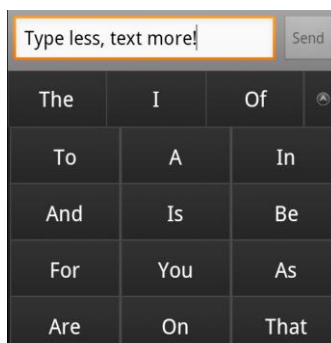 Type less, text more! Send
The I Of
To A In
And Is Be
For You As
Are On That